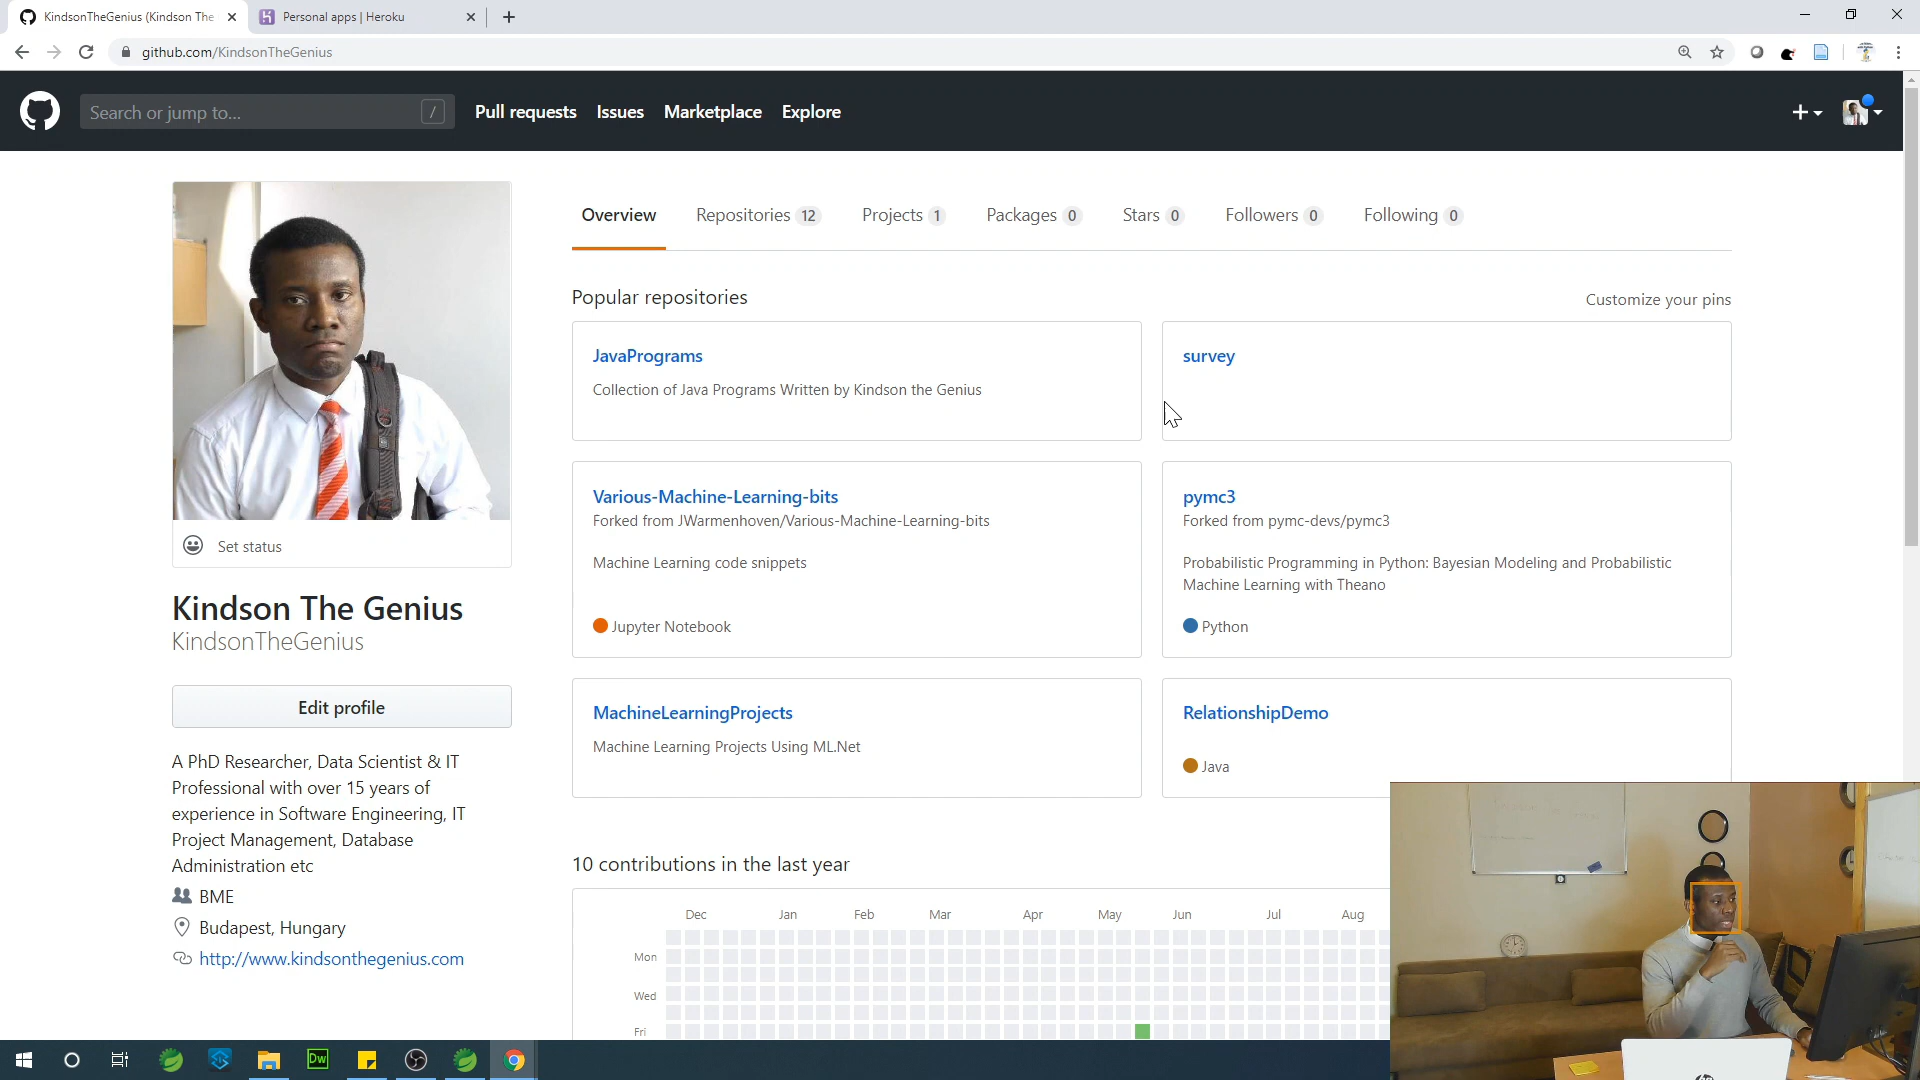 KindsonTheGenius (Kindson The
Personal apps | Heroku
github.com/KindsonTheGenius
Search or jump to...
/
Pull requests
Issues
Marketplace
Explore
Overview
Repositories 12
Projects 1
Packages 0
Stars 0
Followers 0
Following 0
Popular repositories
Customize your pins
JavaPrograms
Collection of Java Programs Written by Kindson the Genius
survey
Various-Machine-Learning-bits
Forked from JWarmenhoven/Various-Machine-Learning-bits
Machine Learning code snippets
Jupyter Notebook
pymc3
Forked from pymc-devs/pymc3
Probabilistic Programming in Python: Bayesian Modeling and Probabilistic
Machine Learning with Theano
Python
MachineLearningProjects
Machine Learning Projects Using ML.Net
RelationshipDemo
Java
Set status
Kindson The Genius
KindsonTheGenius
Edit profile
A PhD Researcher, Data Scientist & IT
Professional with over 15 years of
experience in Software Engineering, IT
Project Management, Database
Administration etc
BME
Budapest, Hungary
http://www.kindsonthegenius.com
10 contributions in the last year
Dec Jan Feb Mar Apr May Jun Jul Aug
Mon
Wed
Fri
Dw